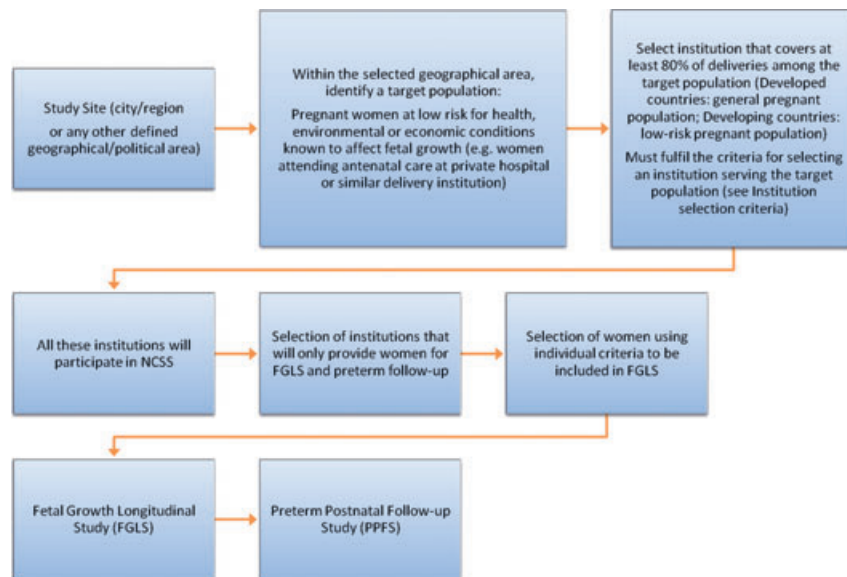 Study Site (city/region
or any other defined
geographical/political area)
Within the selected geographical area,
identify a target population:
Pregnant women at low risk for health,
environmental or economic conditions
known to affect fetal growth (e.g. women
attending antenatal care at private hospital
or similar delivery institution)
Select institution that covers at
least 80% of deliveries among the
target population (Developed
countries: general pregnant
population; Developing countries:
low-risk pregnant population)
Must fulfil the criteria for selecting
an institution serving the target
population (see Institution
selection criteria)
All these institutions will
participate in NCSS
Selection of institutions that
will only provide women for
FGLS and preterm follow-up
Selection of women using
individual criteria to be
included in FGLS
Fetal Growth Longitudinal
Study (FGLS)
Preterm Postnatal Follow-up
Study (PPFS)